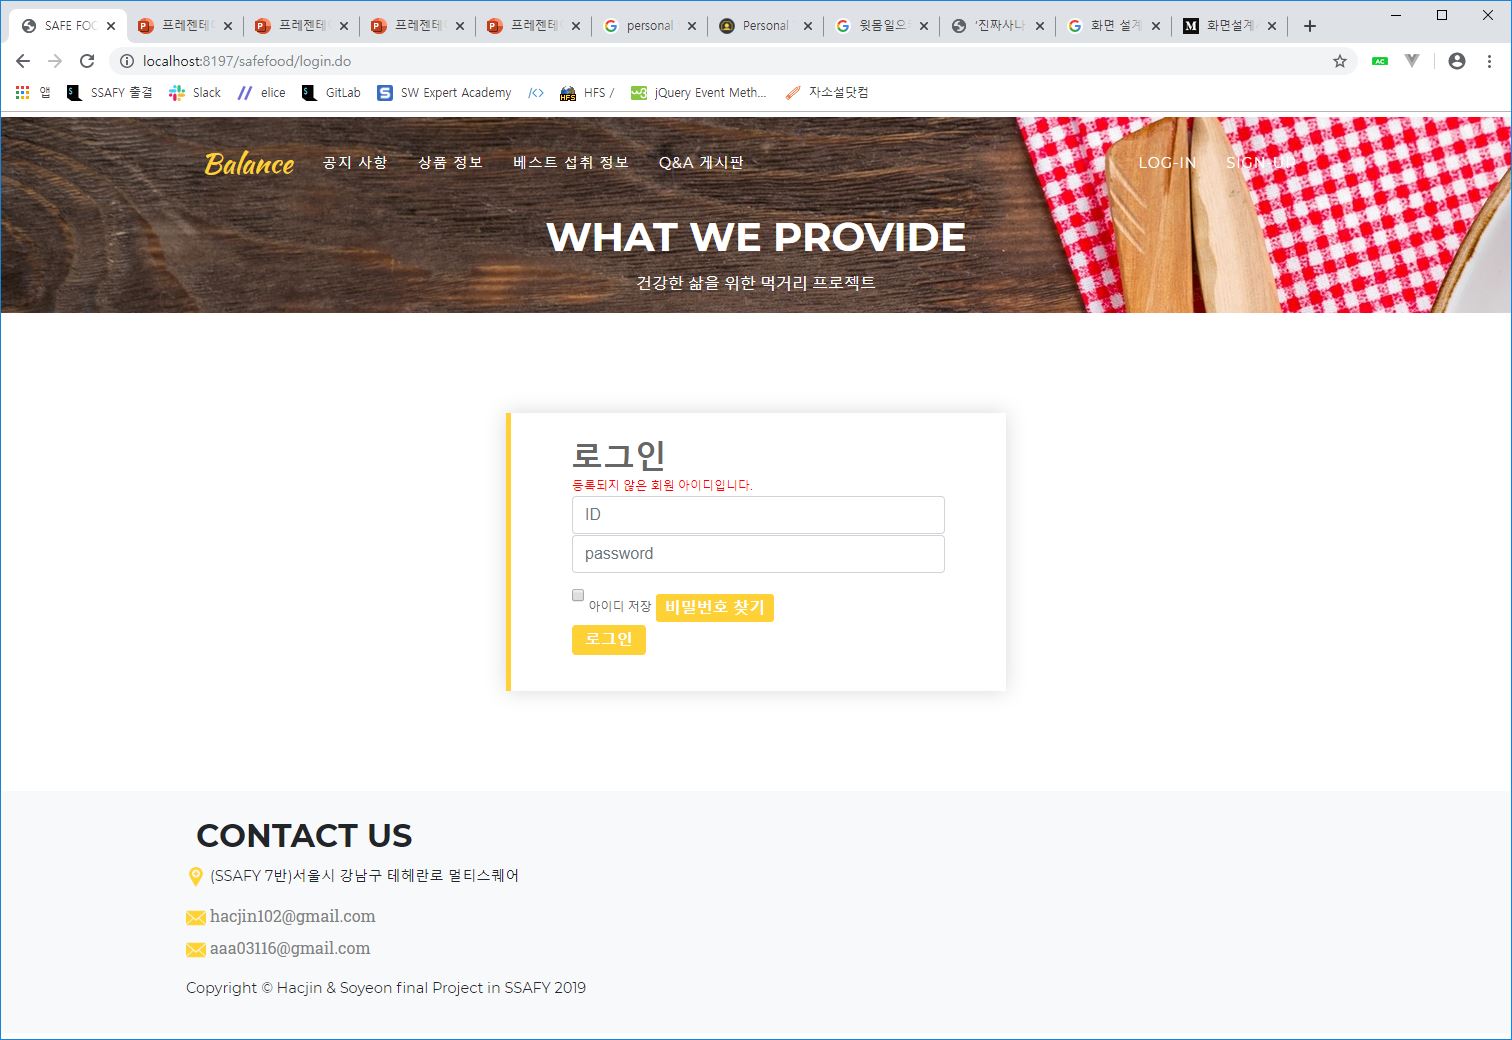 SAFE FOO
프레젠테
프레젠테
프레젠테
프레젠테
personal
Personal
윗몸일으
'진짜사나
화면 설계
화면설계
localhost:8197/safefood/login.do
앱 SSAFY 출결 Slack elice GitLab SW Expert Academy HFS / jQuery Event Meth... 자소설닷컴
Balance 공지 사항 상품 정보 베스트 섭취 정보 Q&A 게시판 LOG-IN SIGN-UP
WHAT WE PROVIDE
건강한 삶을 위한 먹거리 프로젝트
로그인
등록되지 않은 회원 아이디입니다.
ID
password
아이디 저장 비밀번호 찾기
로그인
CONTACT US
(SSAFY 7반)서울시 강남구 테헤란로 멀티스퀘어
hacjin102@gmail.com
aaa03116@gmail.com
Copyright © Hacjin & Soyeon final Project in SSAFY 2019